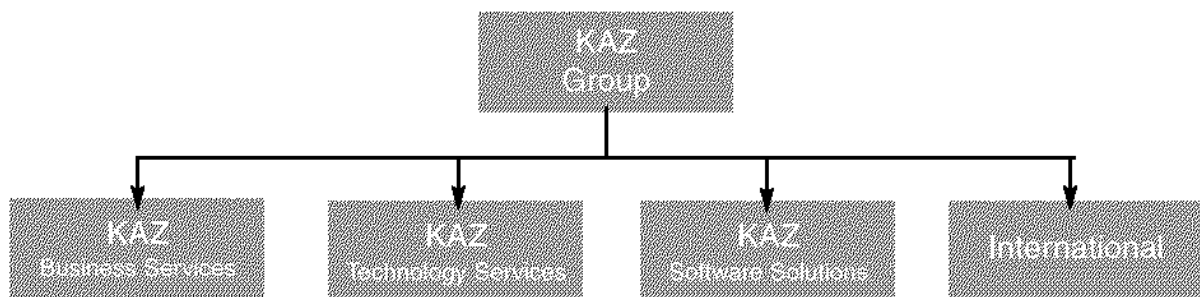 KAZ
Group
KAZ
Business Services
KAZ
Technology Services
KAZ
Software Solutions
International